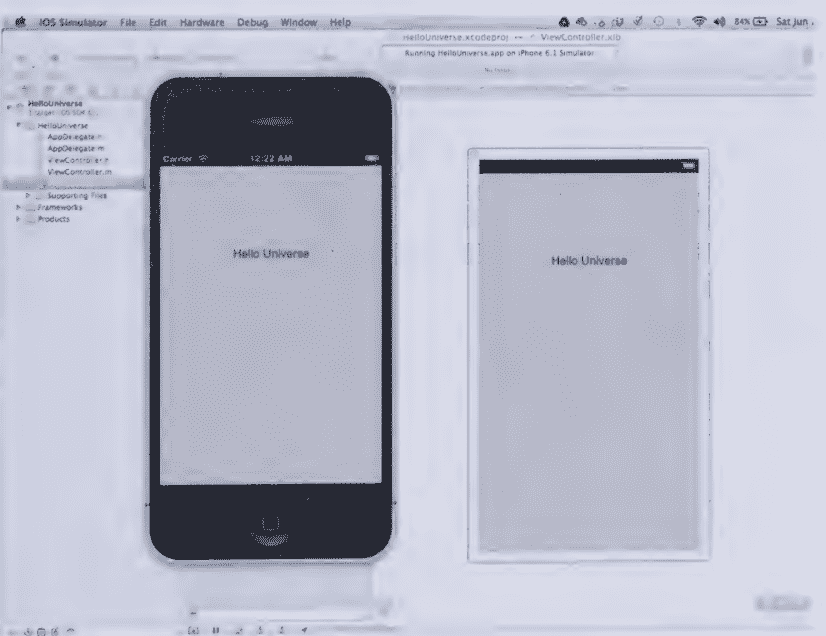 iOS Simulator File Edit Hardware Debug Window Help 84% Sat Jun
HelloUniverse.xcodeproj ViewController.xib
Running HelloUniverse.app on iPhone 6.1 Simulator
HelloUniverse
HelloUniverse
AppDelegate.h
AppDelegate.m
ViewController.h
ViewController.m
Supporting Files
Frameworks
Products
Carrier 12:22 AM
Hello Universe
Hello Universe